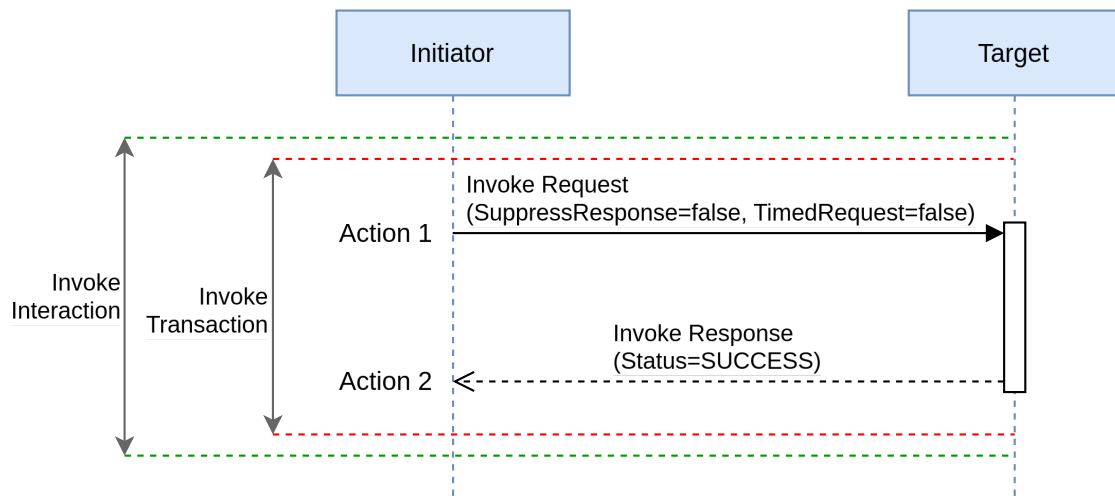 Initiator
Target
Invoke Request
(SuppressResponse=false, TimedRequest=false)
Action 1
Invoke
Interaction
Invoke
Transaction
Invoke Response
(Status=SUCCESS)
Action 2